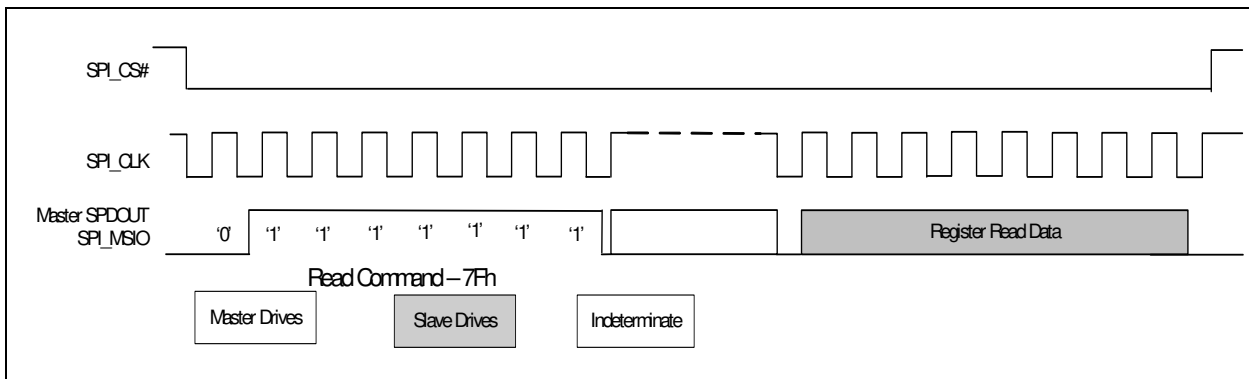 SPI_CS#
SPI_CLK
Master SPDOUT
SPI_MSIO
‘0’ ‘1’ ‘1’ ‘1’ ‘1’ ‘1’ ‘1’ ‘1’
Register Read Data
Read Command – 7Fh
Master Drives
Slave Drives
Indeterminate